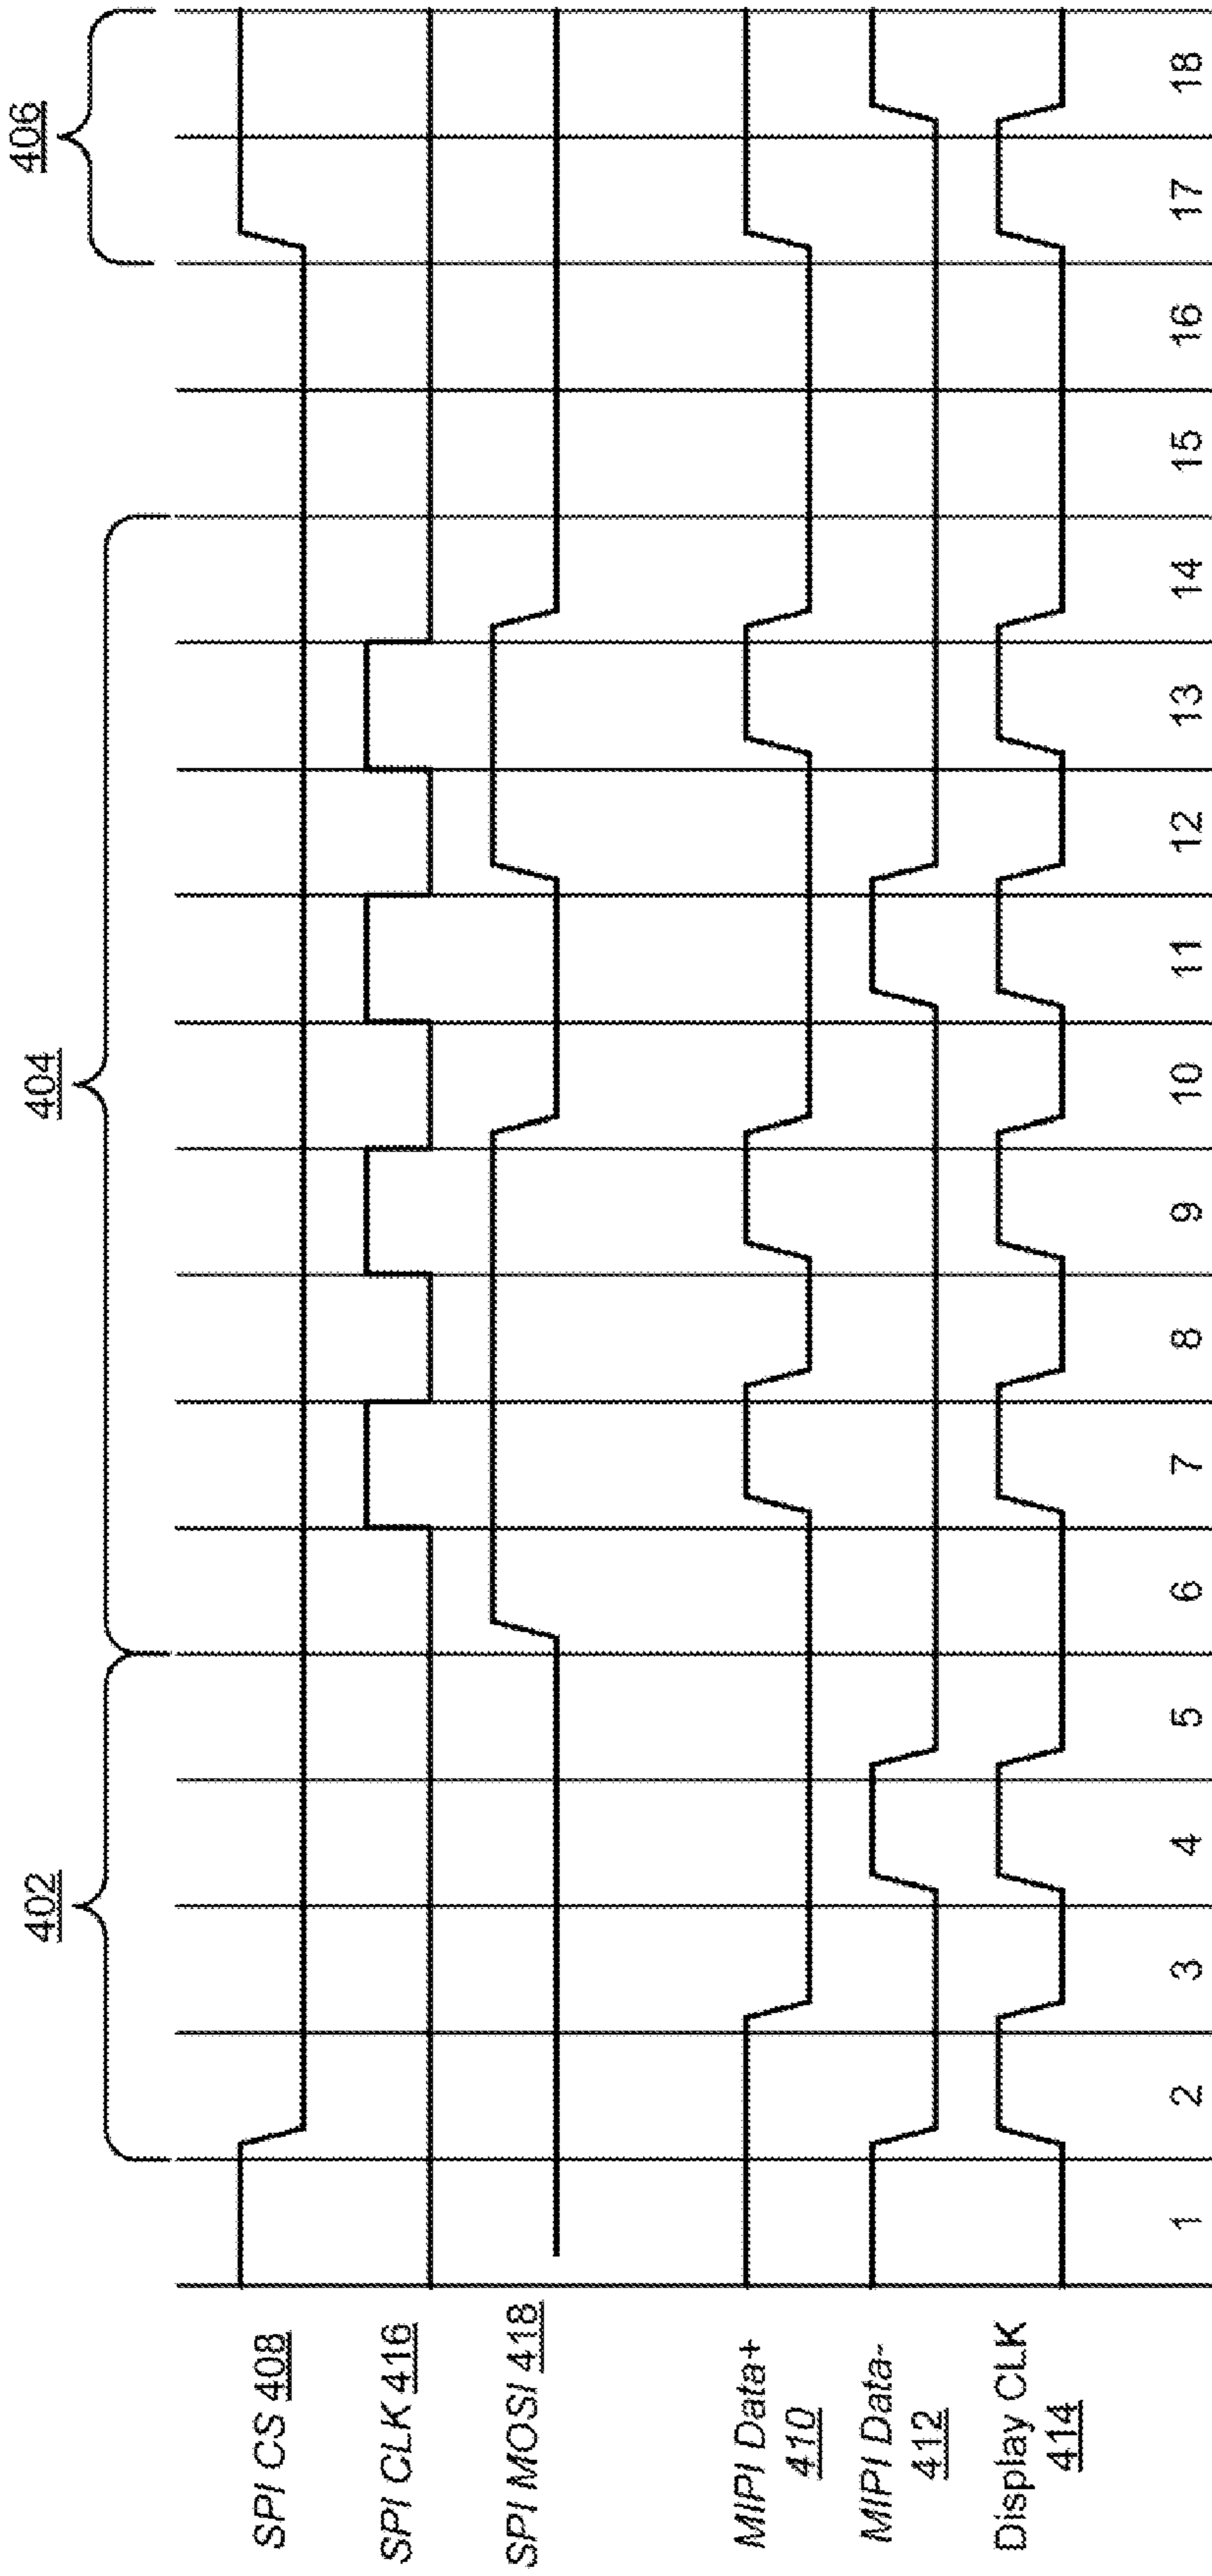 402
404
406
SPI CS 408
SPI CLK 416
SPI MOSI 418
MIPI Data+
410
MIPI Data-
412
Display CLK
414
1 2 3 4 5 6 7 8 9 10 11 12 13 14 15 16 17 18